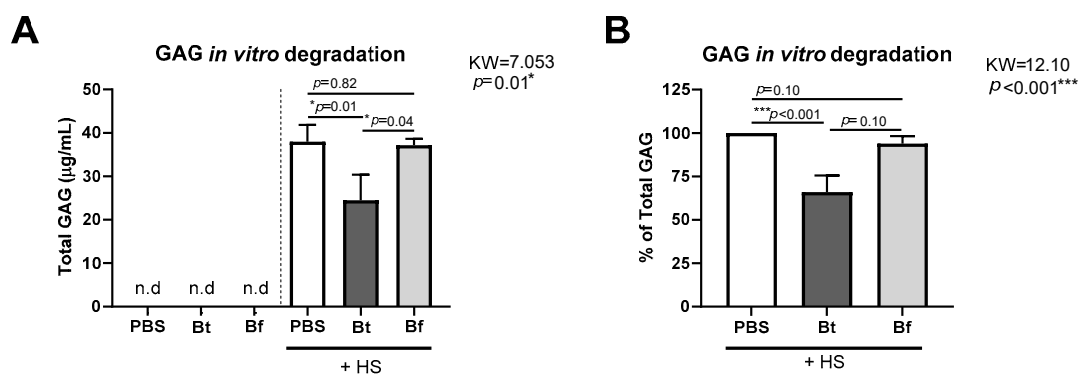 A
GAG in vitro degradation
KW=7.053
p=0.01*
Total GAG (µg/mL)
50
40
30
20
10
0
p=0.82
*p=0.01
*p=0.04
n.d n.d n.d
PBS Bt Bf PBS Bt Bf
+ HS
B
GAG in vitro degradation
KW=12.10
p<0.001***
% of Total GAG
125
100
75
50
25
0
p=0.10
***p<0.001
p=0.10
PBS Bt Bf
+ HS